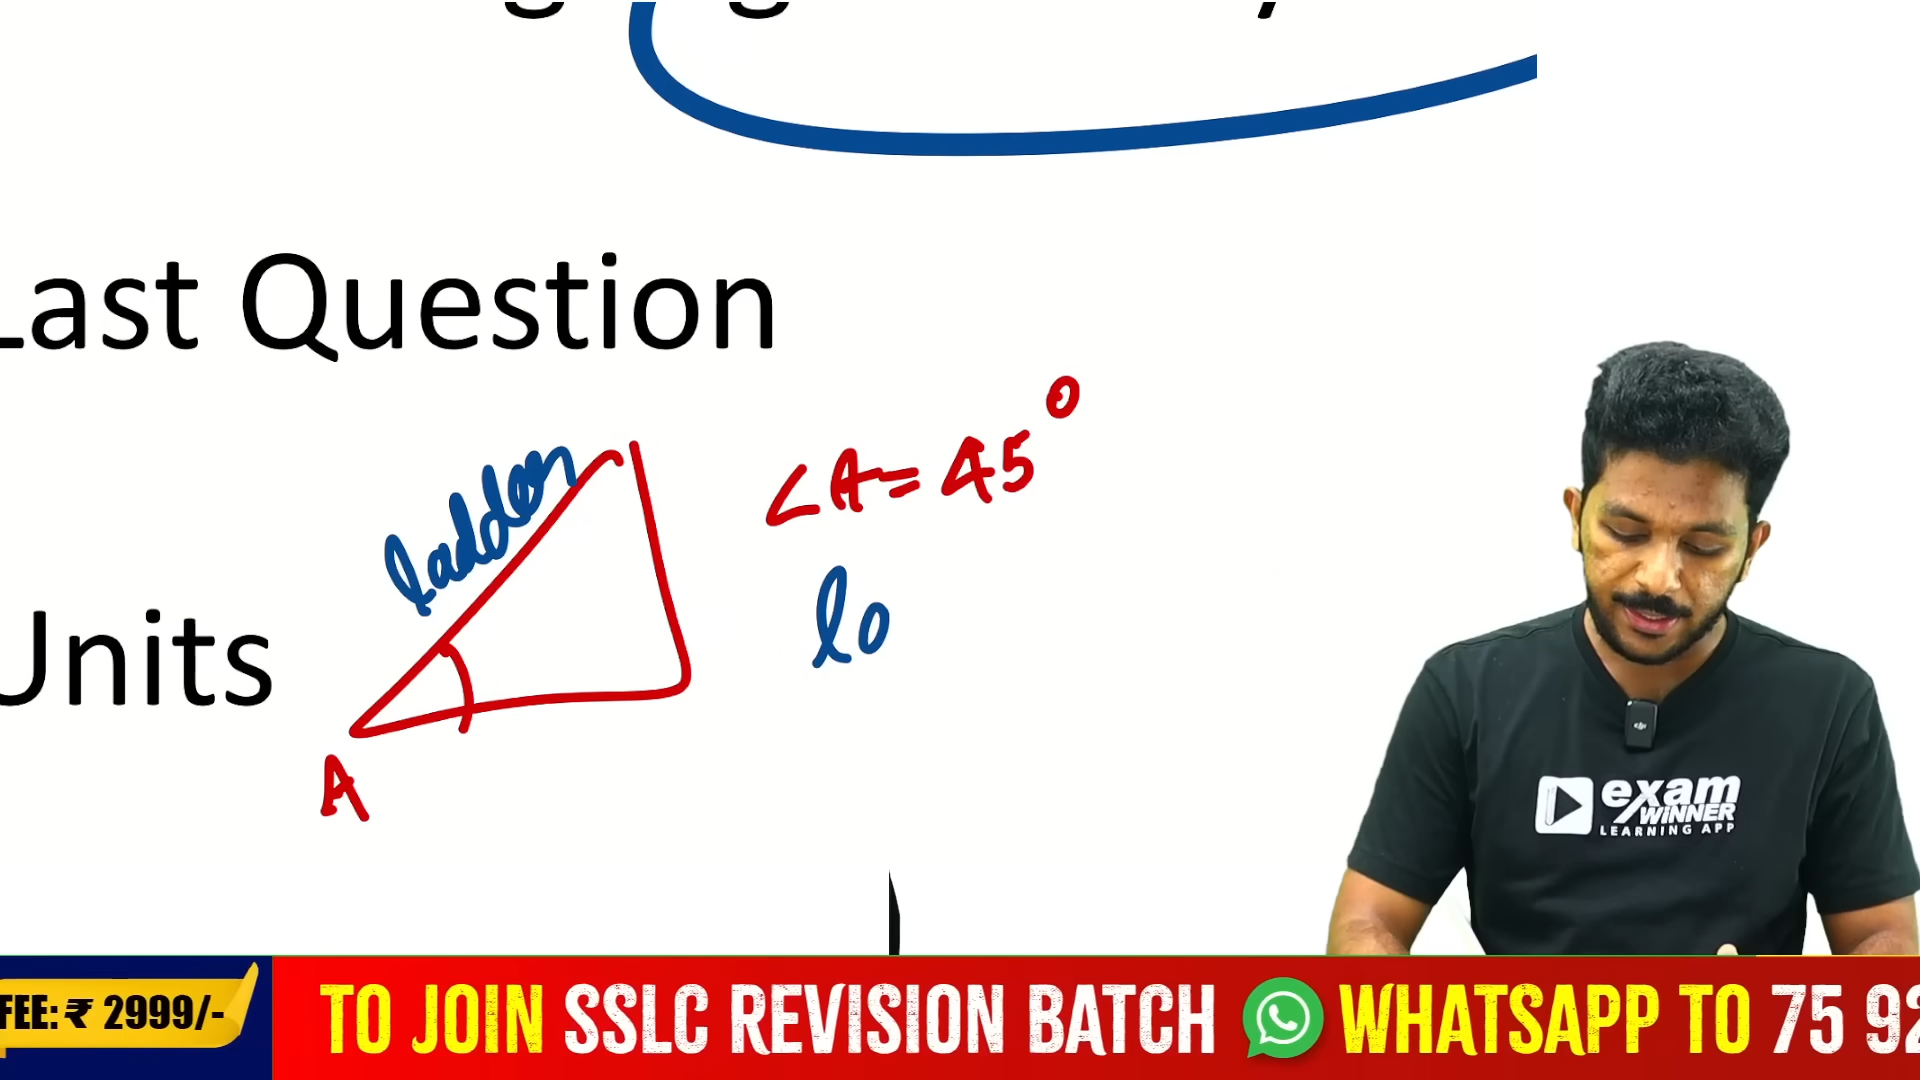 Last Question
ladder
<A = 45°
lo
Units
A
exam
WINNER
LEARNING APP
FEE: ₹ 2999/-
TO JOIN SSLC REVISION BATCH WHATSAPP TO 75 92